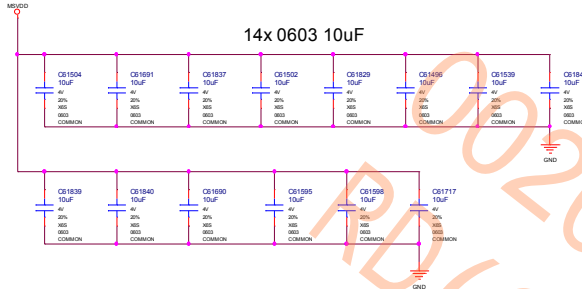 MSVDD
14x 0603 10uF
C61504 C61691 C61837 C61502 C61829 C61496 C61539 C6184
10uF 10uF 10uF 10uF 10uF 10uF 10uF 10uF
4V 4V 4V 4V 4V 4V 4V 4V
20% 20% 20% 20% 20% 20% 20% 20%
X6S X6S X6S X6S X6S X6S X6S X6S
0603 0603 0603 0603 0603 0603 0603 0603
COMMON COMMON COMMON COMMON COMMON COMMON COMMON COMMO
GND
C61839 C61840 C61690 C61595 C61598 C61717
10uF 10uF 10uF 10uF 10uF 10uF
4V 4V 4V 4V 4V 4V
20% 20% 20% 20% 20% 20%
X6S X6S X6S X6S X6S X6S
0603 0603 0603 0603 0603 0603
COMMON COMMON COMMON COMMON COMMON COMMON
GND